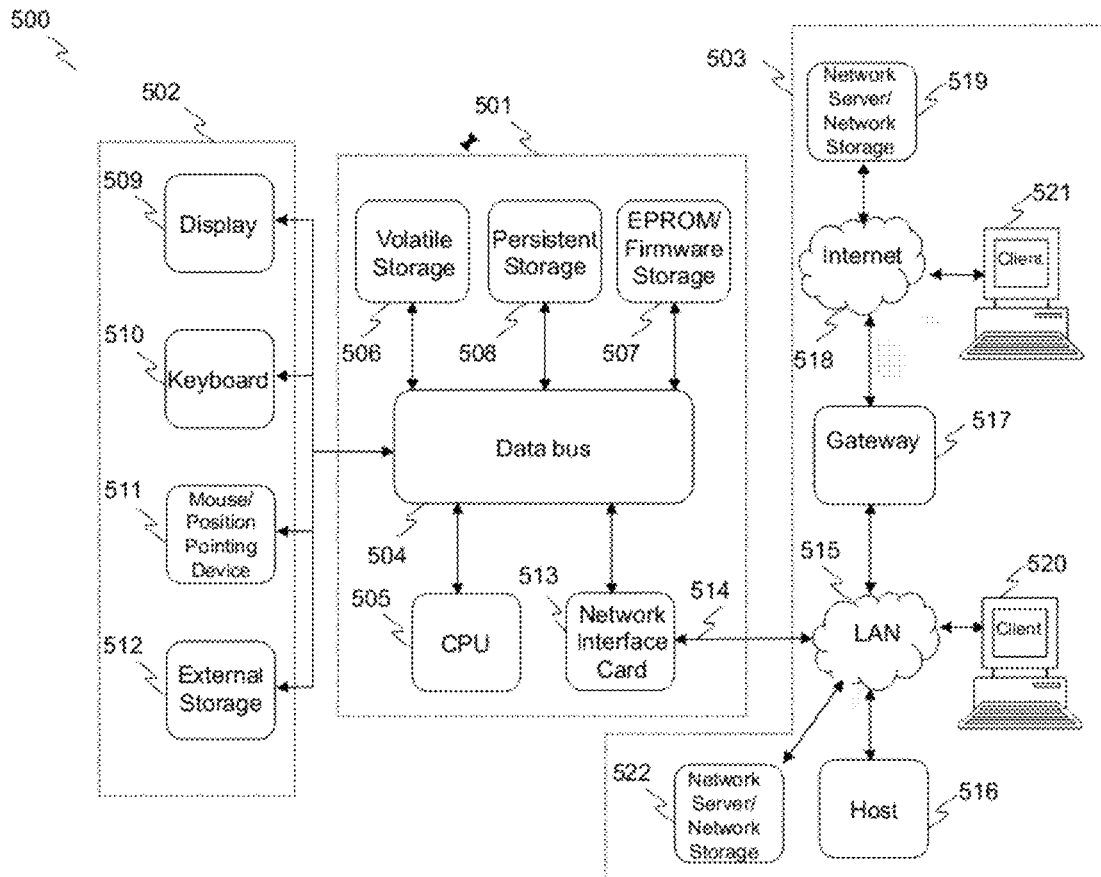 500
502
509
Display
510
Keyboard
511
Mouse/
Position
Pointing
Device
512
External
Storage
501
Volatile
Storage
506
Persistent
Storage
508
EPROM/
Firmware
Storage
507
Data bus
504
505
CPU
513
Network
Interface
Card
514
503
Network
Server/
Network
Storage
519
Internet
518
521
Client
Gateway
517
515
LAN
520
Client
522
Network
Server/
Network
Storage
Host
516